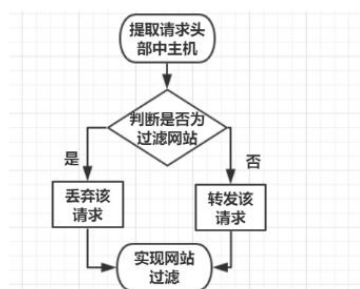 提取请求头
部中主机
判断是否为
过滤网站
是
否
丢弃该
请求
转发该
请求
实现网站
过滤